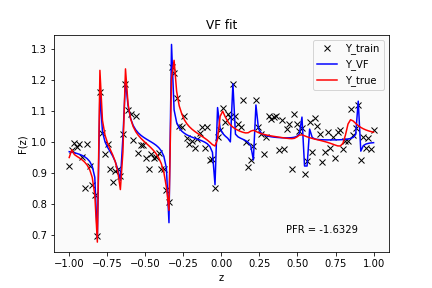 VF fit
1.3
1.2
1.1
1.0
0.9
0.8
0.7
F(z)
Y_train
Y_VF
Y_true
PFR = -1.6329
-1.00 -0.75 -0.50 -0.25 0.00 0.25 0.50 0.75 1.00
z